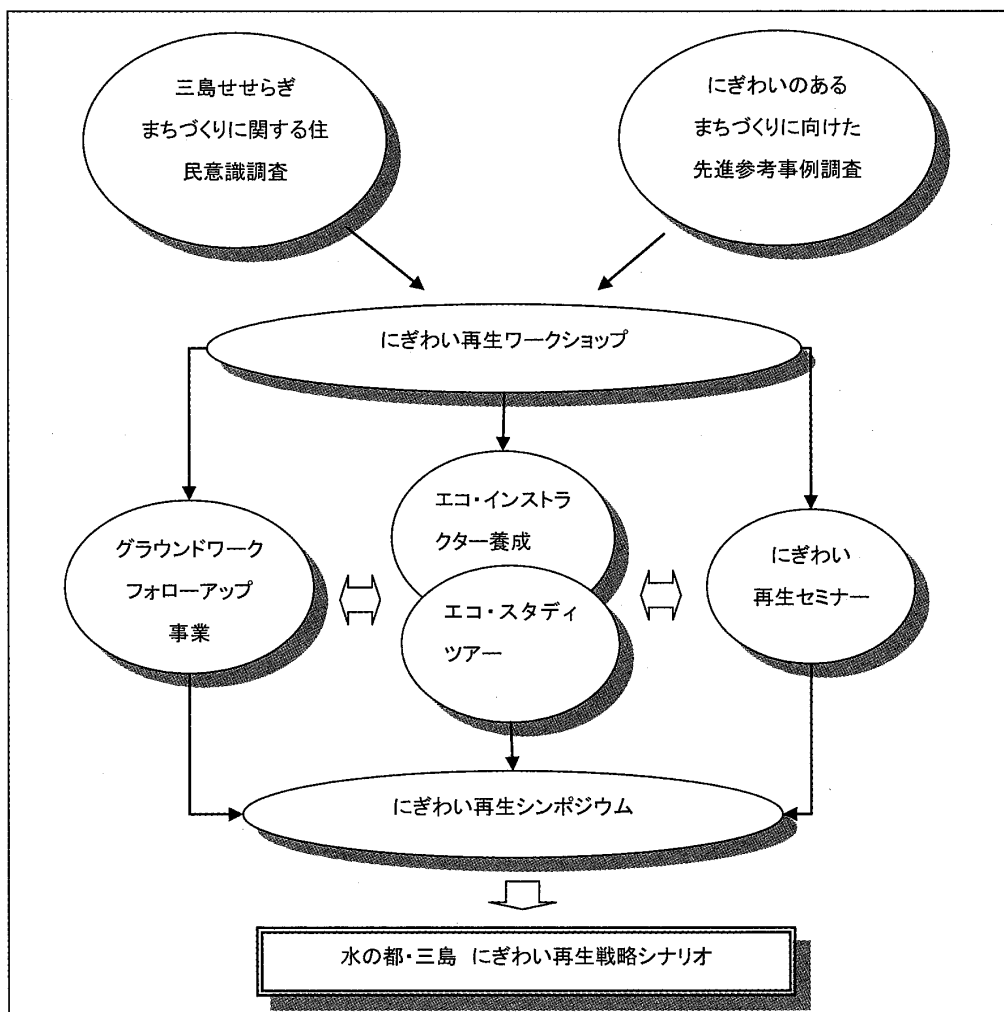 三島せせらぎ
まちづくりに関する住
民意識調査
にぎわいのある
まちづくりに向けた
先進参考事例調査
にぎわい再生ワークショップ
グラウンドワーク
フォローアップ
事業
エコ・インストラ
クター養成
エコ・スタディ
ツアー
にぎわい
再生セミナー
にぎわい再生シンポジウム
水の都・三島 にぎわい再生戦略シナリオ